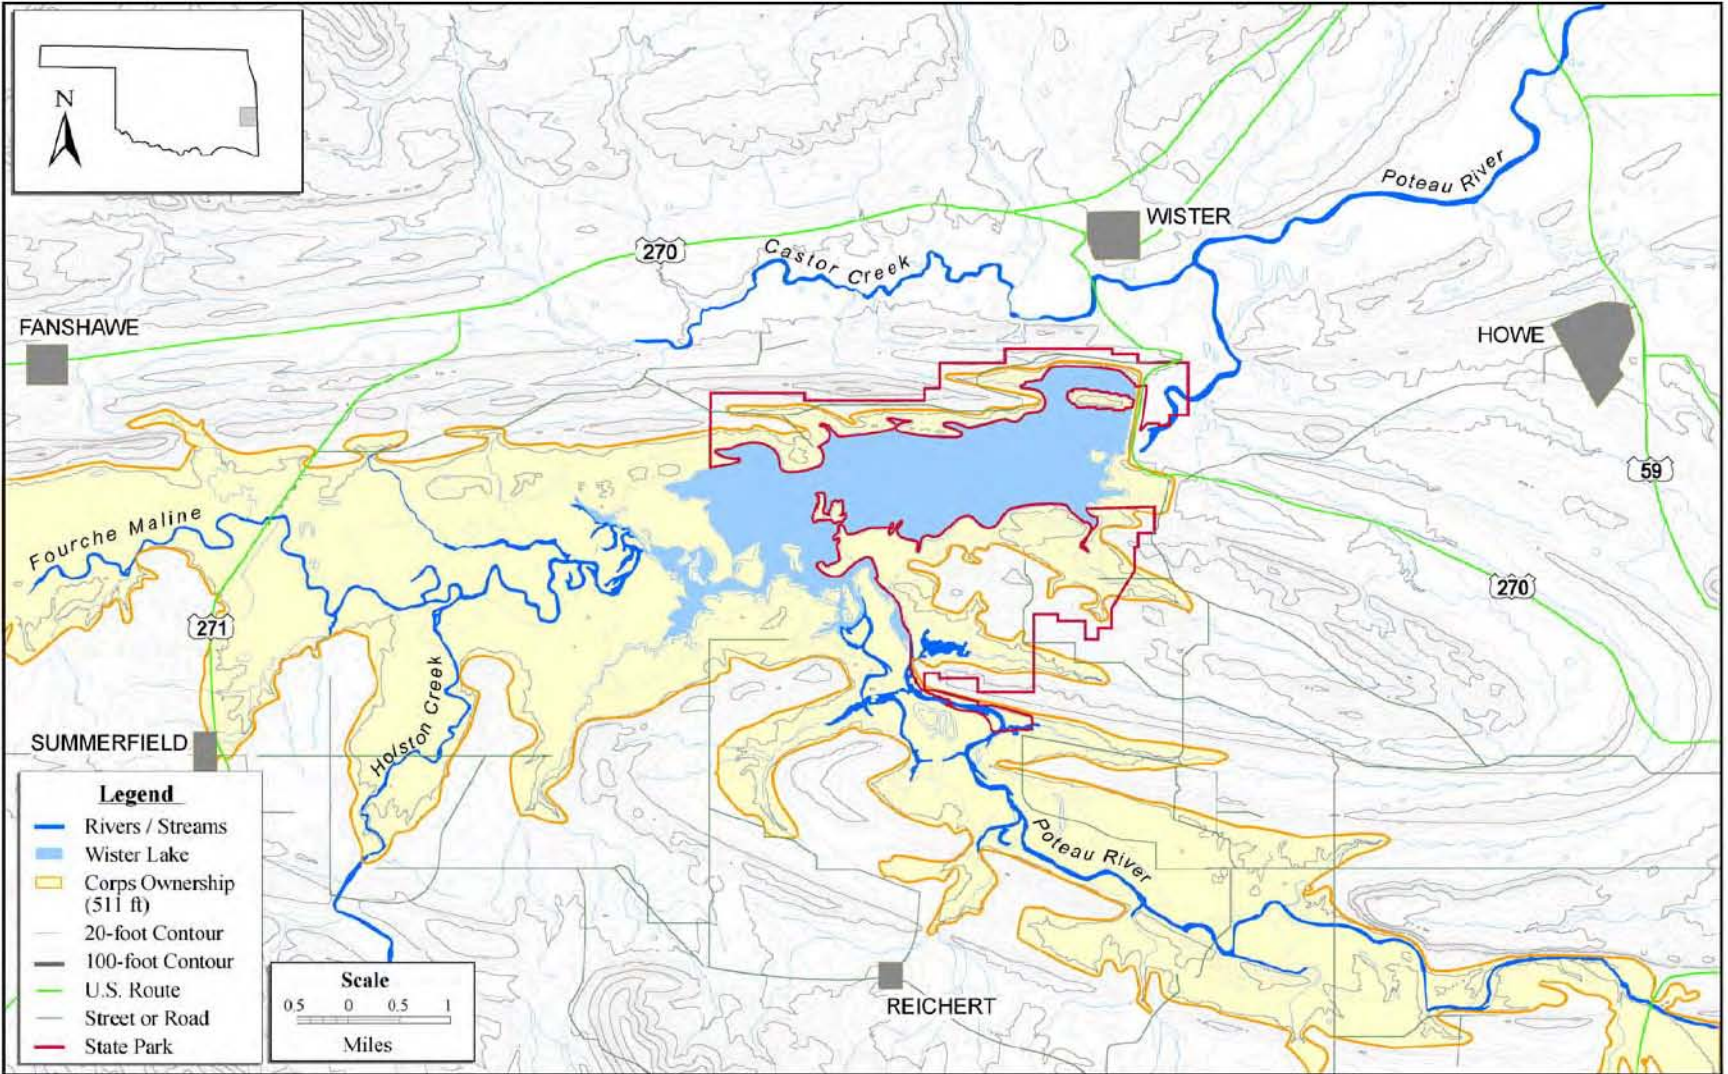 N
Poteau River
WISTER
270
Castor Creek
FANSHAWE
HOWE
59
Fourche Maline
270
271
Holston Creek
SUMMERFIELD
Poteau River
REICHERT
Legend
Rivers / Streams
Wister Lake
Corps Ownership
(511 ft)
20-foot Contour
100-foot Contour
U.S. Route
Street or Road
State Park
Scale
0.5 0 0.5 1
Miles